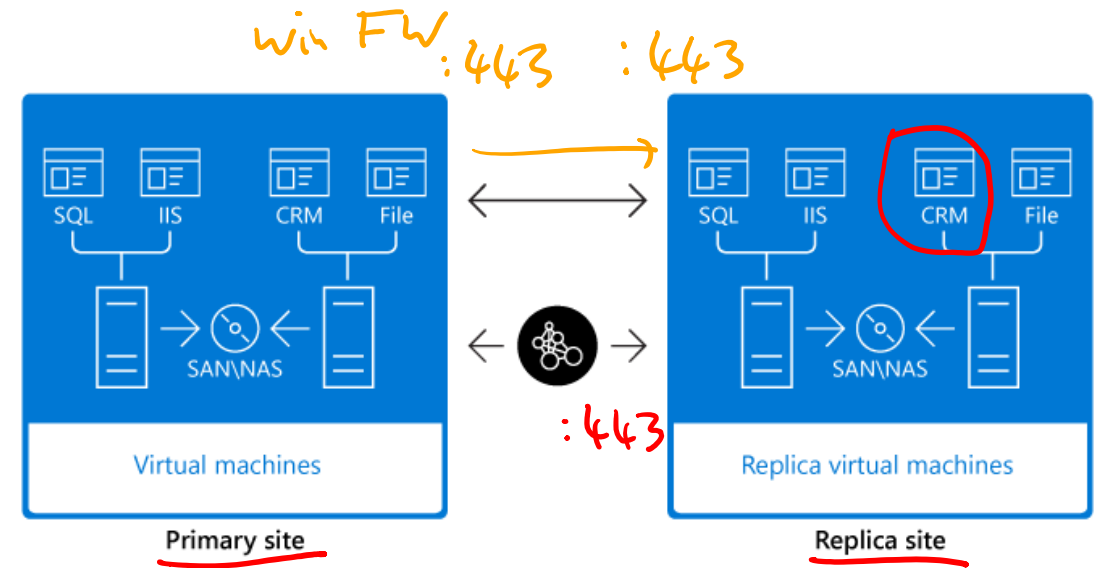 win FW :443 :443
SQL IIS CRM File
SQL IIS CRM File
SAN\NAS
SAN\NAS
:443
Virtual machines
Replica virtual machines
Primary site
Replica site